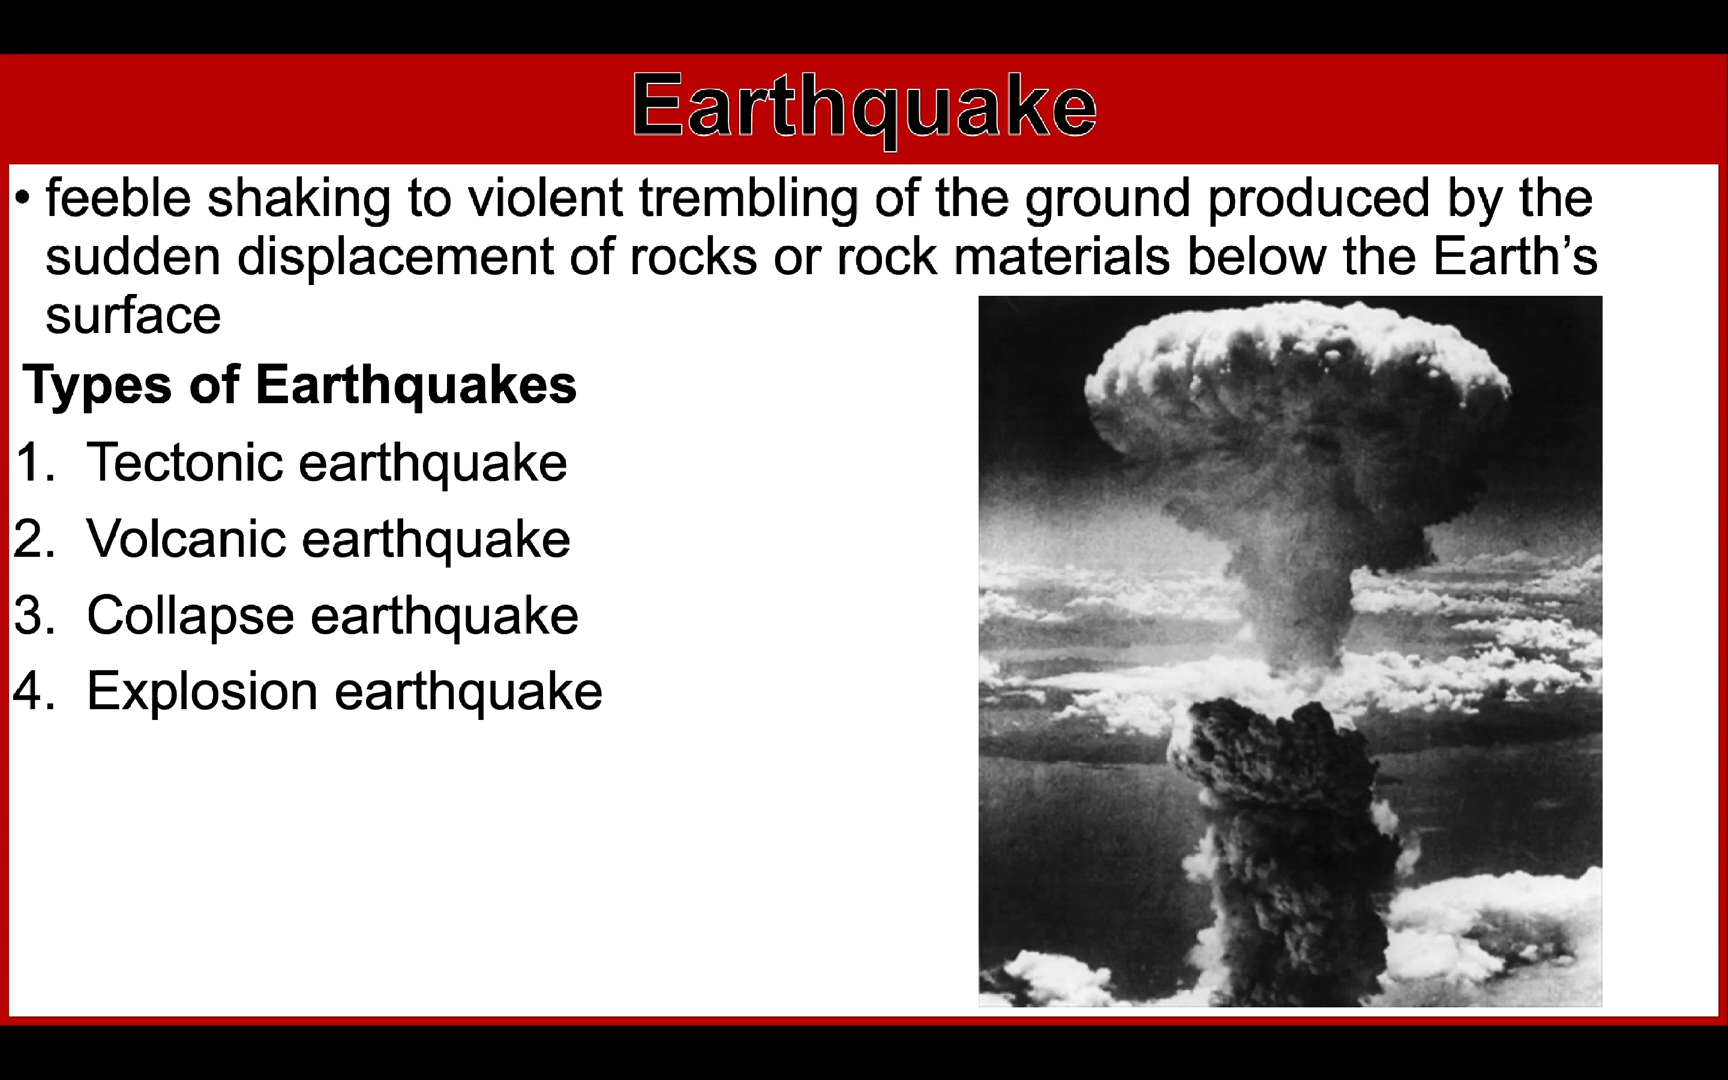 Earthquake
• feeble shaking to violent trembling of the ground produced by the
sudden displacement of rocks or rock materials below the Earth’s
surface
Types of Earthquakes
1. Tectonic earthquake
2. Volcanic earthquake
3. Collapse earthquake
4. Explosion earthquake